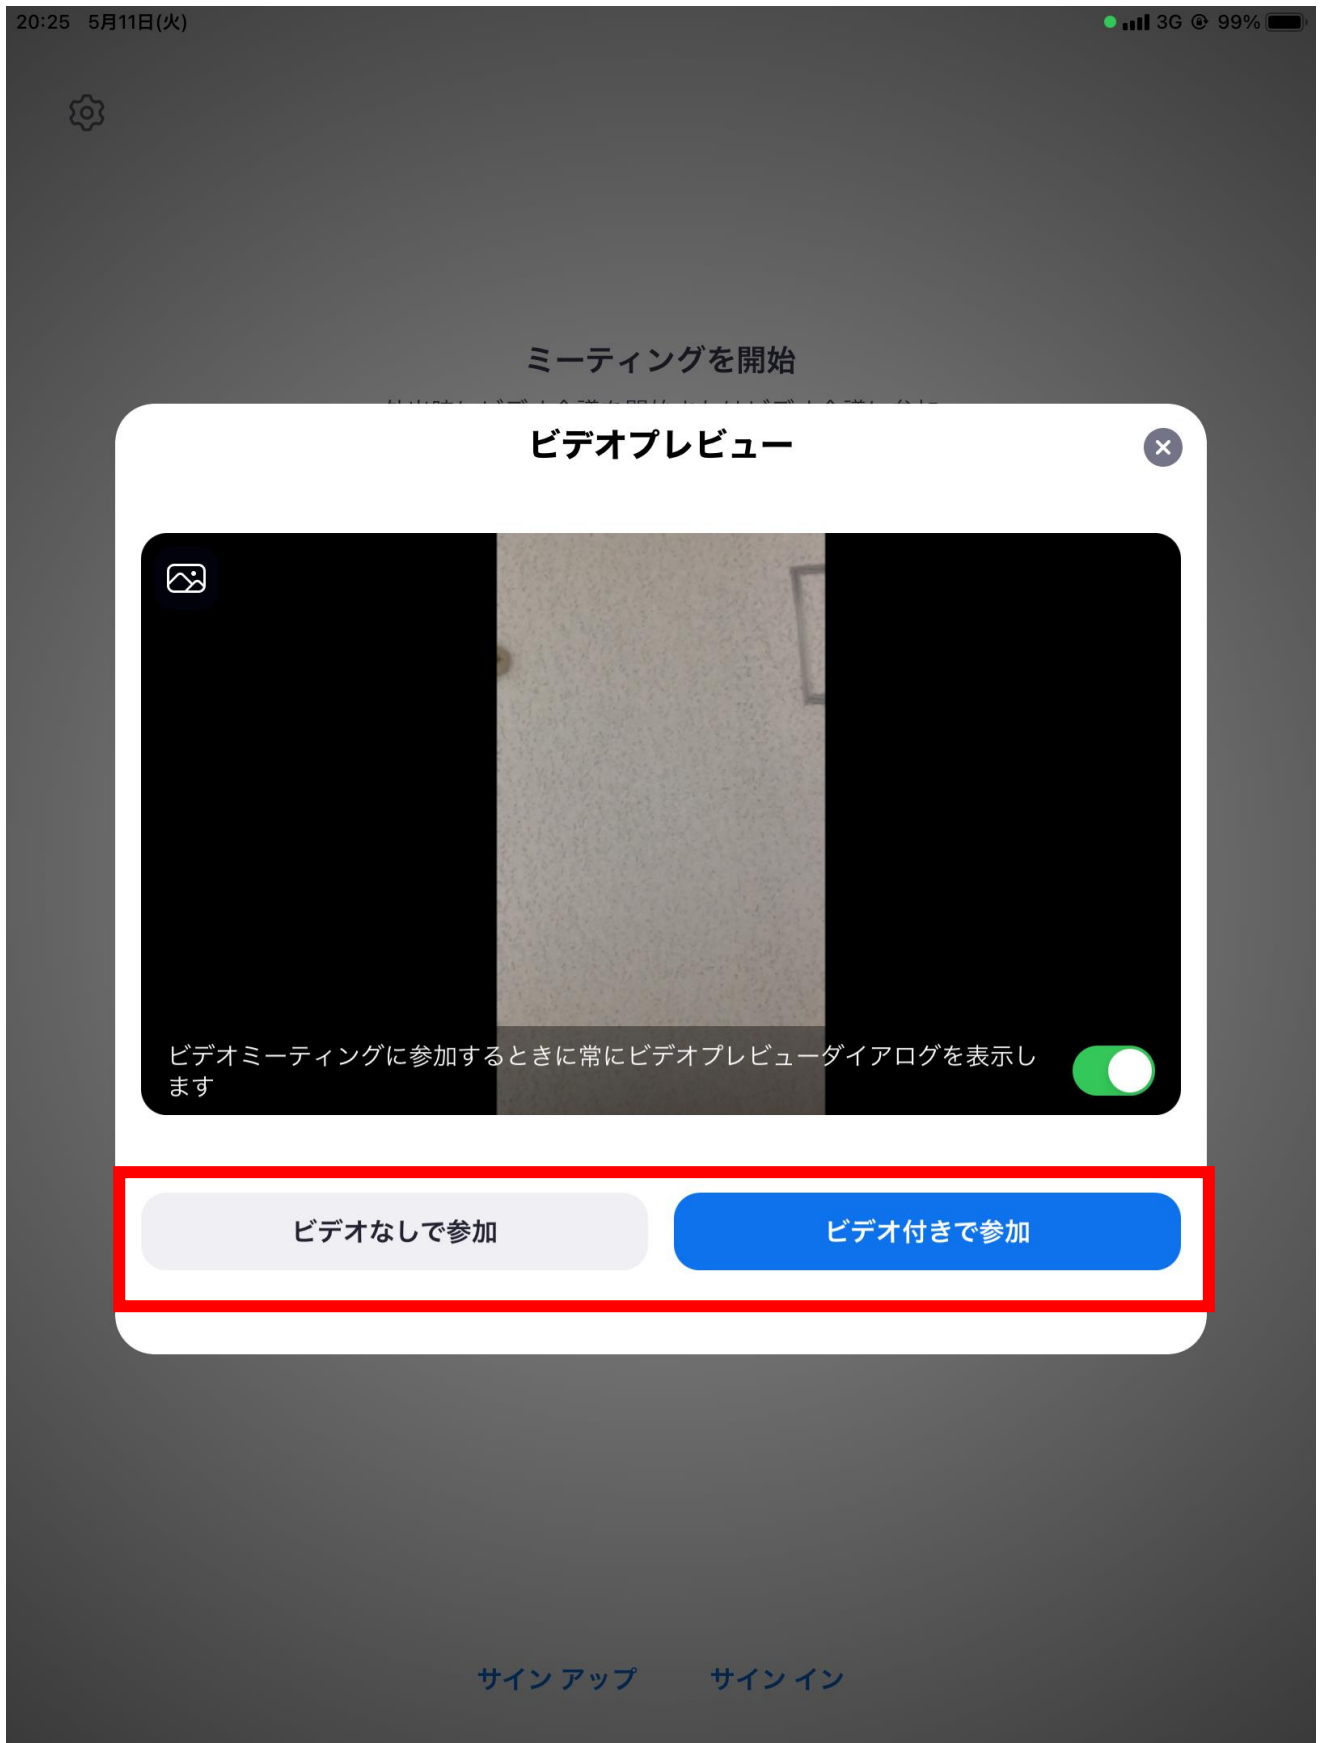 20:25 5月11日(火)
3G 99%
ミーティングを開始
ビデオプレビュー
ビデオミーティングに参加するときに常にビデオプレビューダイアログを表示し
ます
ビデオなしで参加
ビデオ付きで参加
サイン アップ
サイン イン